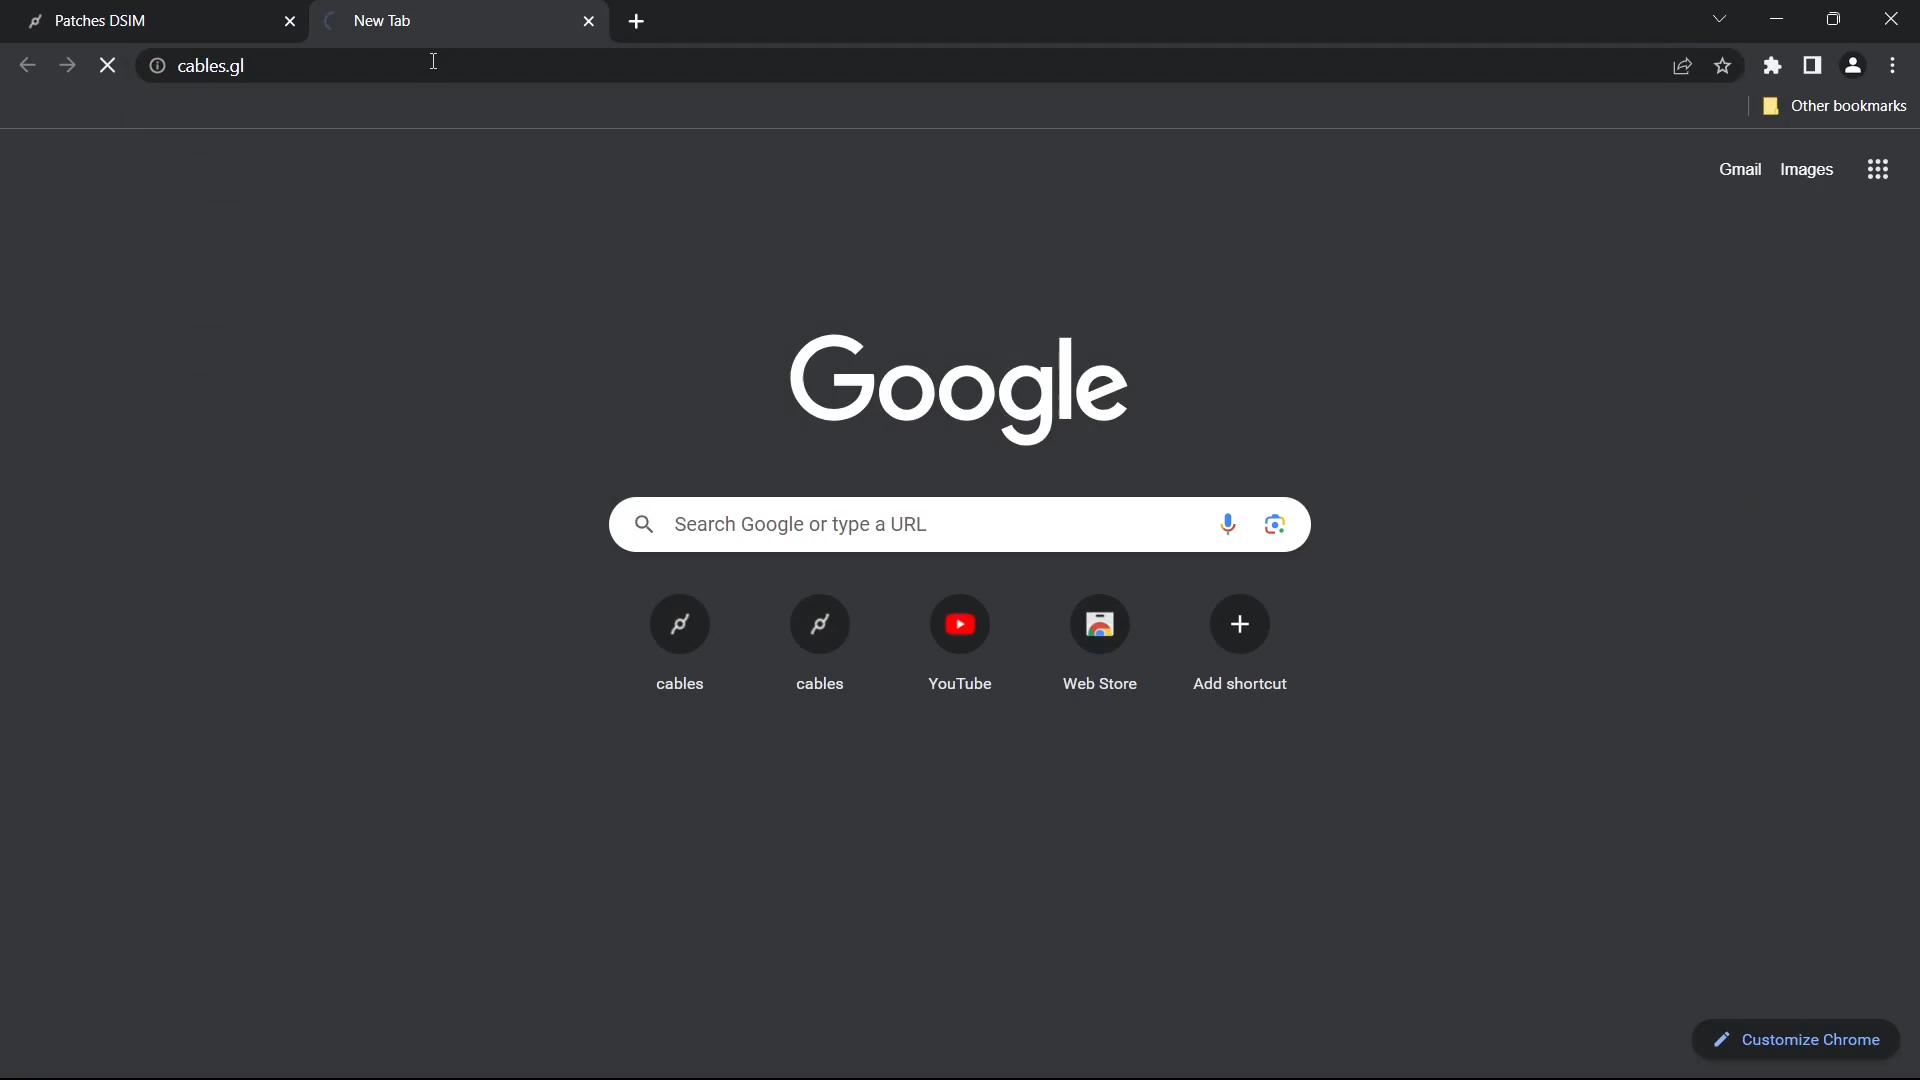 Patches DSIM
New Tab
cables.gl
Other bookmarks
Gmail Images
Google
Search Google or type a URL
cables cables YouTube Web Store Add shortcut
Customize Chrome